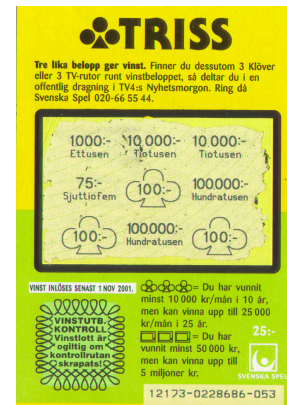 TRISS
Tre lika belopp ger vinst. Finner du dessutom 3 Klöver
eller 3 TV-rutor runt vinstbeloppet, så deltar du i en
offentlig dragning i TV4:s Nyhetsmorgon. Ring då
Svenska Spel 020-66 55 44.
1000:- 10.000:- 10.000:-
Ettusen Tiotusen Tiotusen
75:- 100:- 100.000:-
Sjuttiofem Hundratusen
100:- 100.000:- 100:-
Hundratusen
VINST INLÖSES SENAST 1 NOV 2001.
VINSTUTB.
KONTROLL
Vinstlott är
ogiltig om
kontrollrutan
skrapats!
= Du har vunnit
minst 10 000 kr/mån i 10 år,
men kan vinna upp till 25 000
kr/mån i 25 år.
= Du har
vunnit minst 50 000 kr,
men kan vinna upp till
5 miljoner kr.
25:-
SVENSKA SPEL
12173-0228686-053